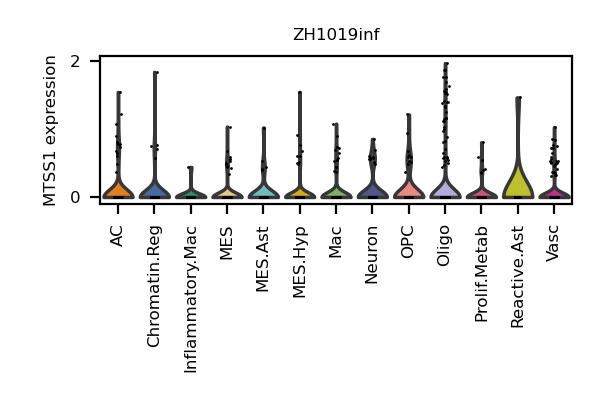 ZH1019inf
MTSS1 expression
2
0
AC
Chromatin.Reg
Inflammatory.Mac
MES
MES.Ast
MES.Hyp
Mac
Neuron
OPC
Oligo
Prolif.Metab
Reactive.Ast
Vasc